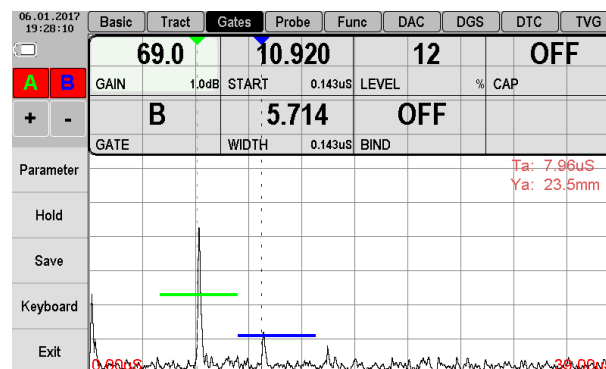 06.01.2017
19:28:10
Basic Tract Gates Probe Func DAC DGS DTC TVG
69.0 10.920 12 OFF
GAIN 1.0dB START 0.143uS LEVEL % CAP
A B
+ -
B 5.714 OFF
GATE WIDTH 0.143uS BIND
Parameter
Hold
Save
Keyboard
Exit
Ta: 7.96uS
Ya: 23.5mm
0.00uS